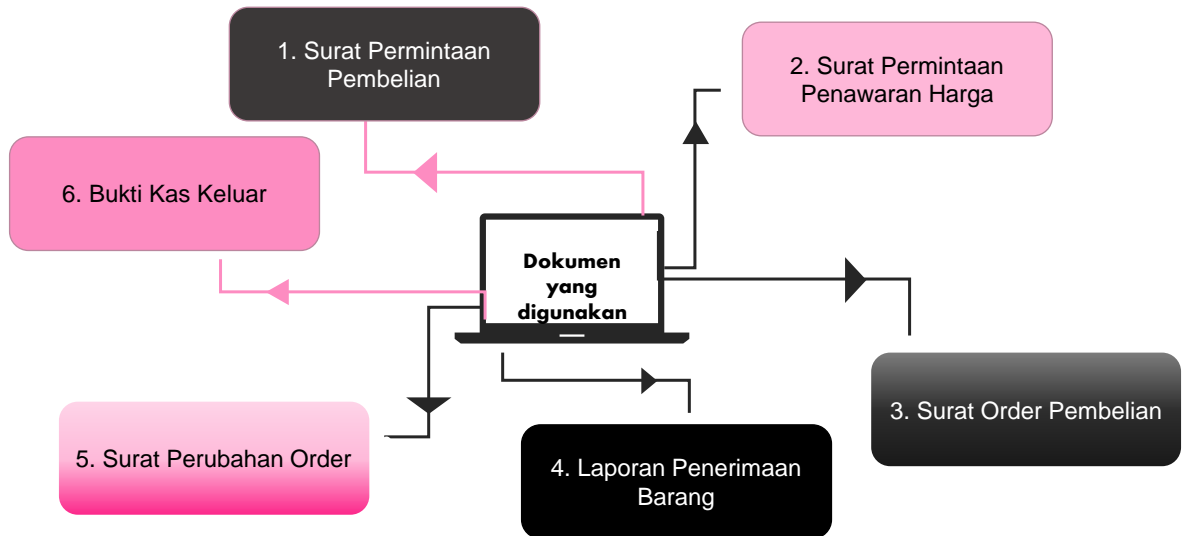 1. Surat Permintaan
Pembelian
2. Surat Permintaan
Penawaran Harga
6. Bukti Kas Keluar
Dokumen
yang
digunakan
3. Surat Order Pembelian
5. Surat Perubahan Order
4. Laporan Penerimaan
Barang